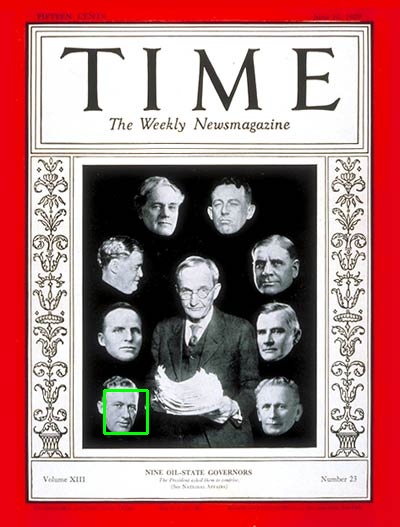 FIFTEEN CENTS
TIME
The Weekly Newsmagazine
NINE OIL-STATE GOVERNORS
The President asked them to combine.
(See NATIONAL AFFAIRS)
Volume XIII
Number 23